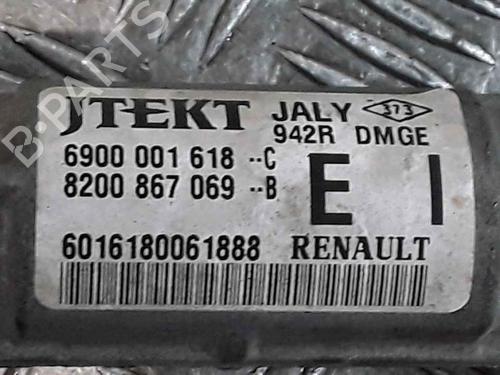 B-PARTS
JTEKT JALY 373
942R DMGE
6900 001 618 ··C
8200 867 069 ··B
E I
6016180061888 RENAULT